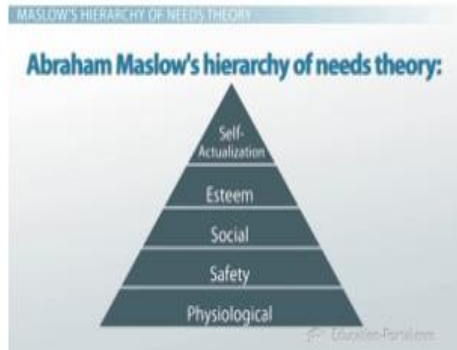 MASLOW'S HIERARCHY OF NEEDS THEORY
Abraham Maslow's hierarchy of needs theory:
Self-
Actualization
Esteem
Social
Safety
Physiological
Education-Portal.com